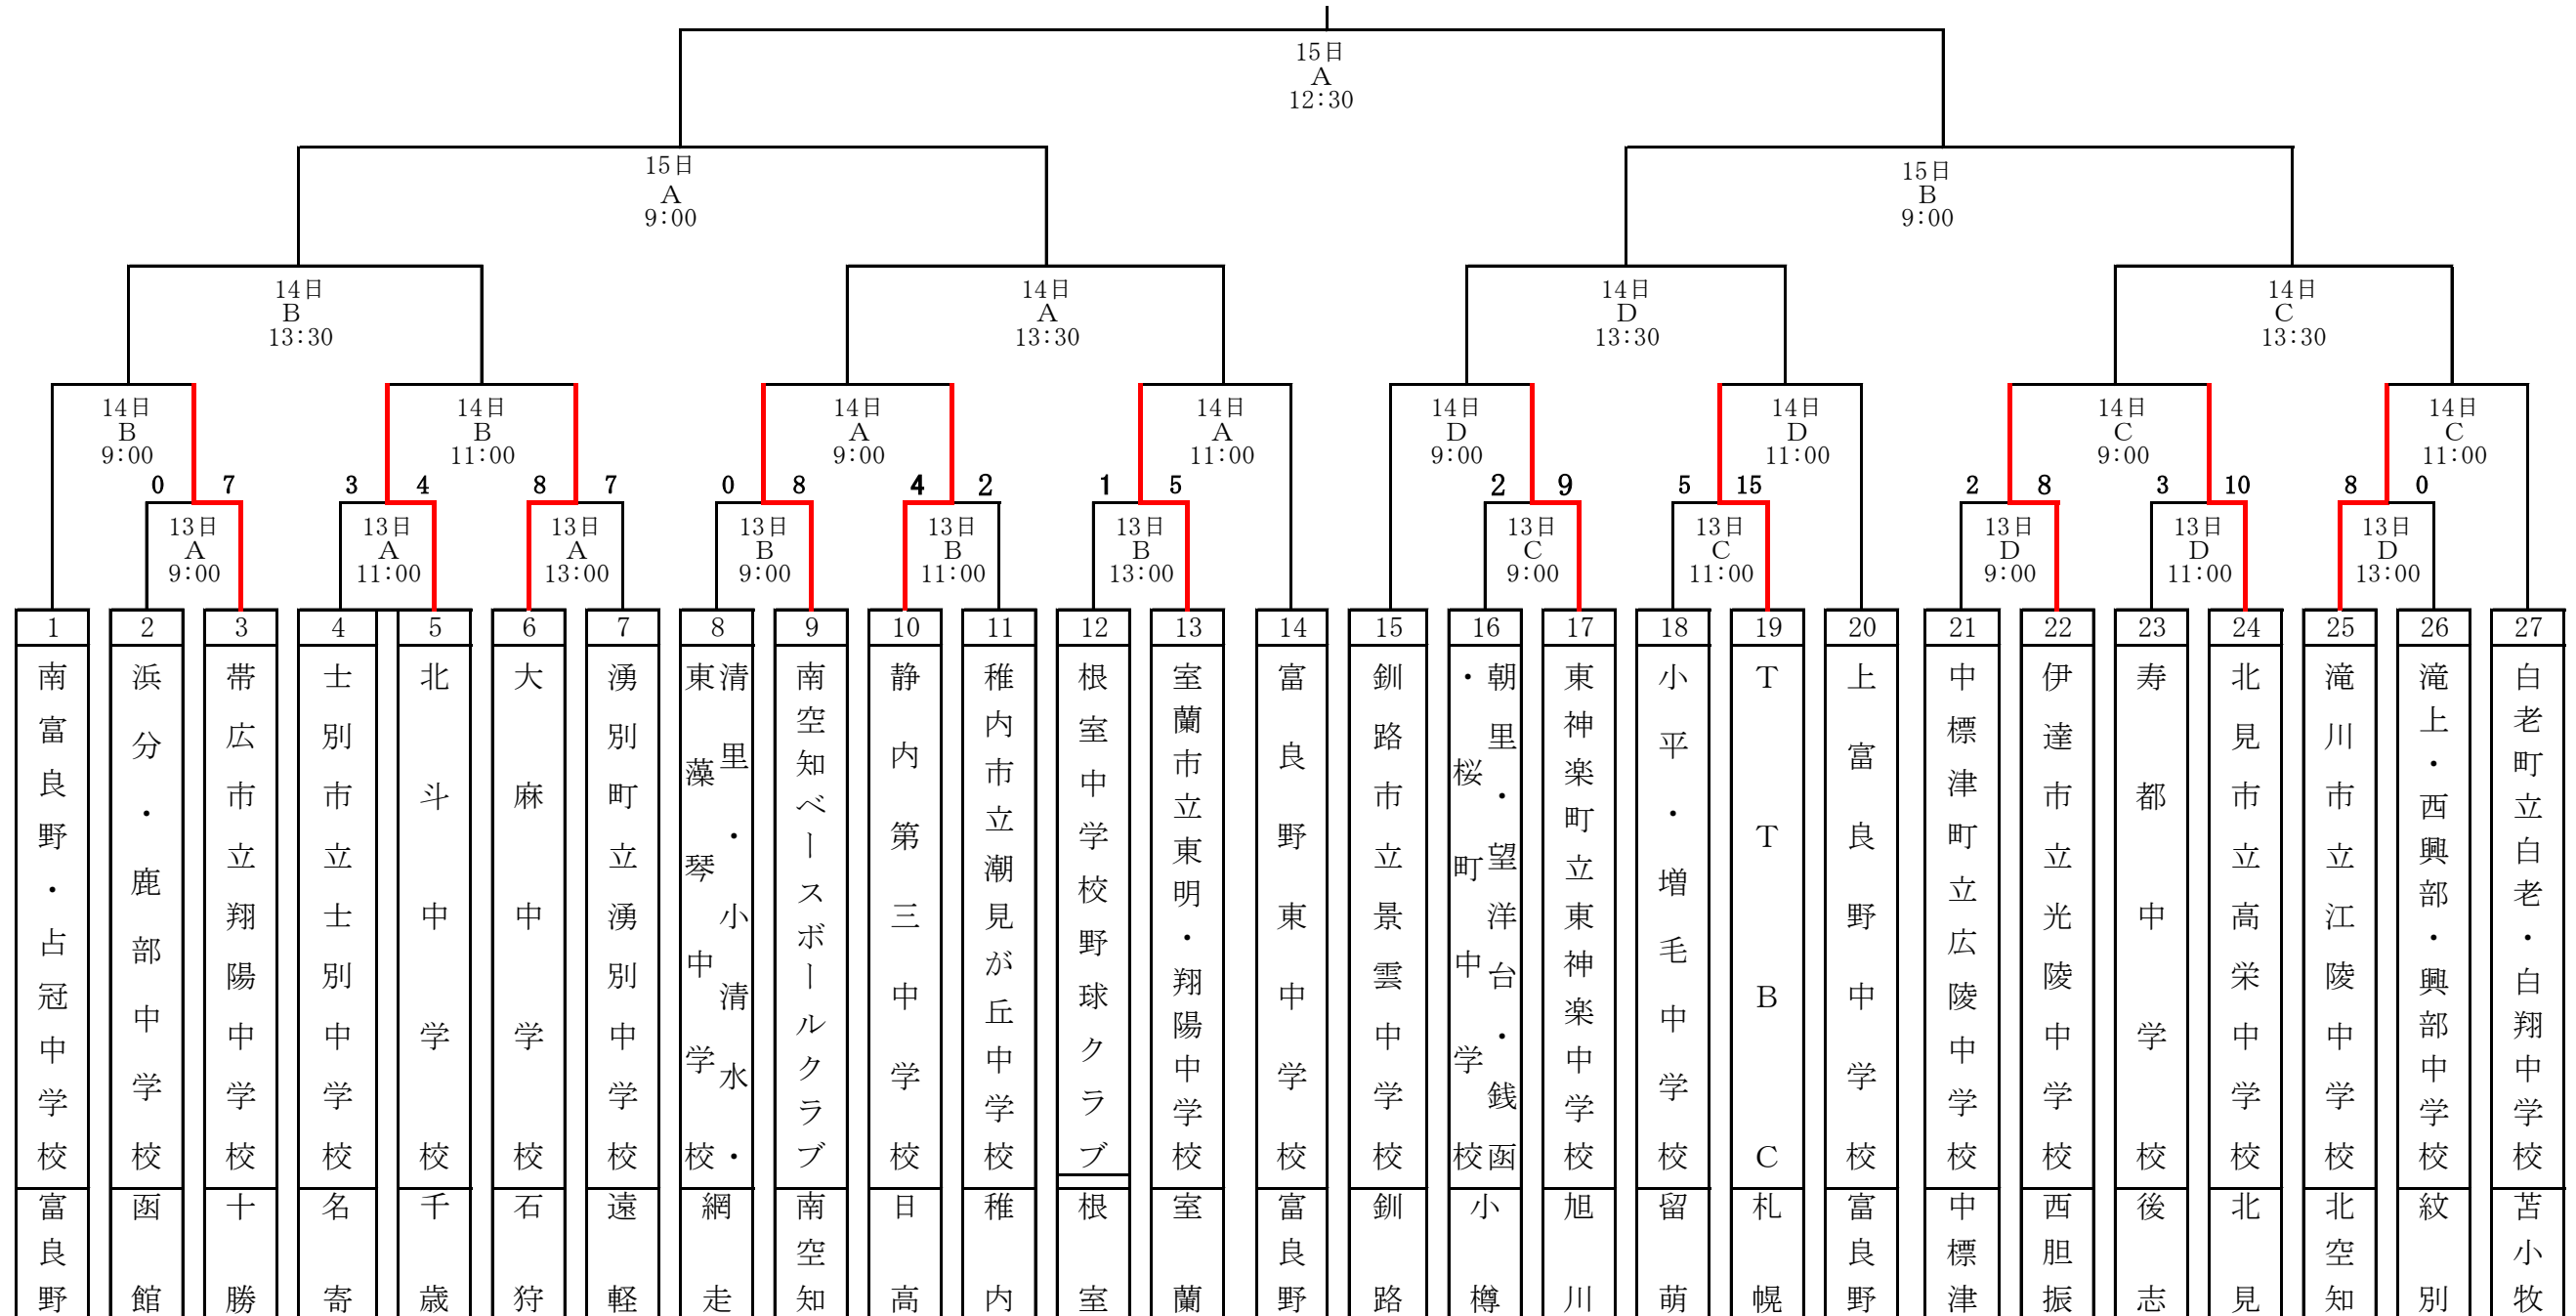 15日
A
12:30
15日
A
9:00
15日
B
9:00
14日
B
13:30
14日
A
13:30
14日
D
13:30
14日
C
13:30
14日
B
9:00
14日
B
11:00
14日
A
9:00
14日
A
11:00
14日
D
9:00
14日
D
11:00
14日
C
9:00
14日
C
11:00
0 7
13日
A
9:00
3 4
13日
A
11:00
8 7
13日
A
13:00
0 8
13日
B
9:00
4 2
13日
B
11:00
1 5
13日
B
13:00
2 9
13日
C
9:00
5 15
13日
C
11:00
2 8
13日
D
9:00
3 10
13日
D
11:00
8 0
13日
D
13:00
1
南富良野・占冠中学校
富良野
2
浜分・鹿部中学校
函館
3
帯広市立翔陽中学校
十勝
4
士別市立士別中学校
名寄
5
北斗中学校
千歳
6
大麻中学校
石狩
7
湧別町立湧別中学校
遠軽
8
清里・小清水・
東藻琴中学校
網走
9
南空知ベースボールクラブ
南空知
10
静内第三中学校
日高
11
稚内市立潮見が丘中学校
稚内
12
根室中学校野球クラブ
根室
13
室蘭市立東明・翔陽中学校
室蘭
14
富良野東中学校
富良野
15
釧路市立景雲中学校
釧路
16
朝里・望洋台・銭函
・桜町中学校
小樽
17
東神楽町立東神楽中学校
旭川
18
小平・増毛中学校
留萌
19
TTBC
札幌
20
上富良野中学校
富良野
21
中標津町立広陵中学校
中標津
22
伊達市立光陵中学校
西胆振
23
寿都中学校
後志
24
北見市立高栄中学校
北見
25
滝川市立江陵中学校
北空知
26
滝上・西興部・興部中学校
紋別
27
白老町立白老・白翔中学校
苫小牧